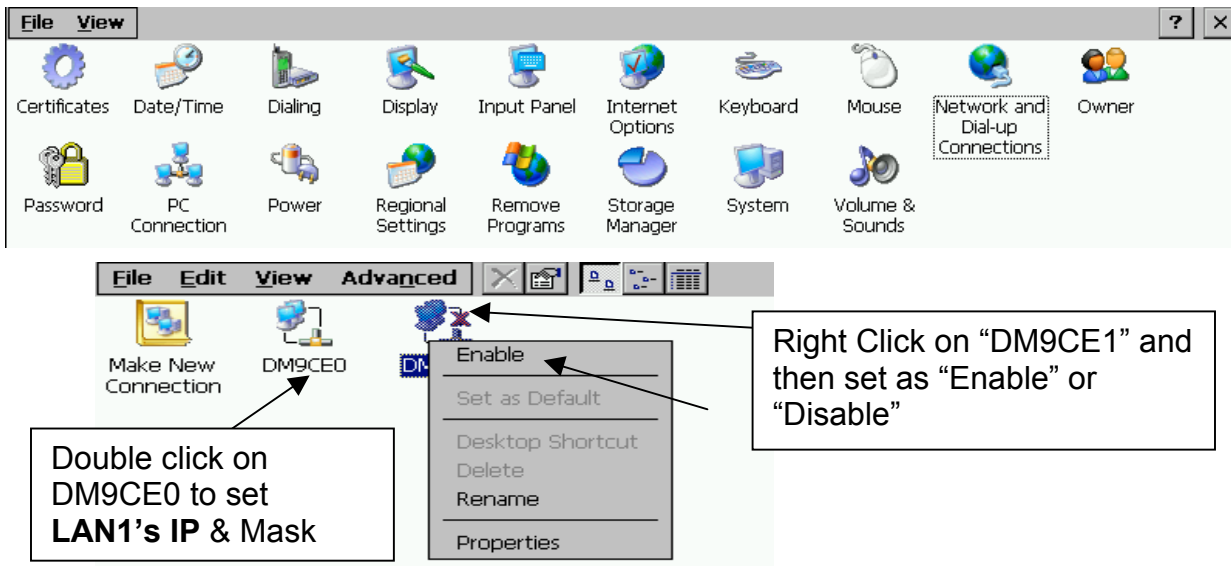 File View ? ×
Certificates Date/Time Dialing Display Input Panel Internet Options Keyboard Mouse Network and Dial-up Connections Owner
Password PC Connection Power Regional Settings Remove Programs Storage Manager System Volume & Sounds
File Edit View Advanced
Make New Connection
DM9CE0
DM
Enable
Set as Default
Desktop Shortcut
Delete
Rename
Properties
Right Click on “DM9CE1” and
then set as “Enable” or
“Disable”
Double click on
DM9CE0 to set
LAN1’s IP & Mask